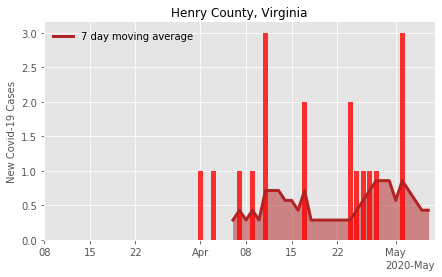 Henry County, Virginia
7 day moving average
New Covid-19 Cases
3.0
2.5
2.0
1.5
1.0
0.5
0.0
08 15 22 Apr 08 15 22 May
2020-May